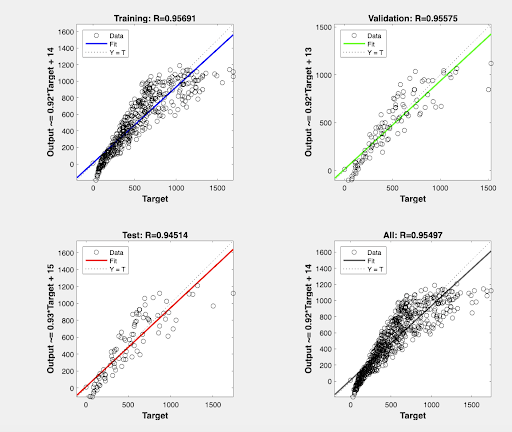 Training: R=0.95691
Data
Fit
Y = T
Output ~= 0.92*Target + 14
1600
1400
1200
1000
800
600
400
200
0
0
500
1000
1500
Target
Validation: R=0.95575
Data
Fit
Y = T
Output ~= 0.92*Target + 13
1500
1000
500
0
0
500
1000
1500
Target
Test: R=0.94514
Data
Fit
Y = T
Output ~= 0.93*Target + 15
1600
1400
1200
1000
800
600
400
200
0
0
500
1000
1500
Target
All: R=0.95497
Data
Fit
Y = T
Output ~= 0.92*Target + 14
1600
1400
1200
1000
800
600
400
200
0
0
500
1000
1500
Target